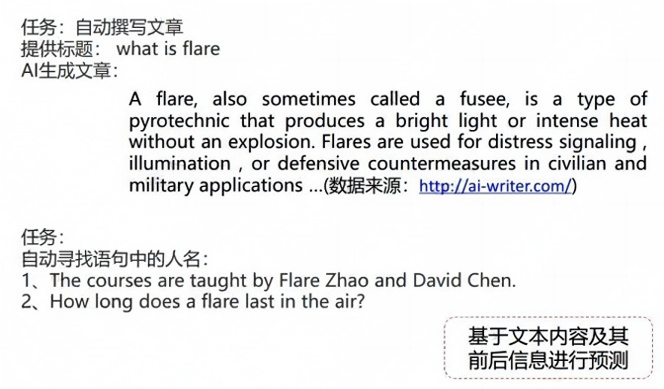 任务：自动撰写文章
提供标题： what is flare
AI生成文章：
A flare, also sometimes called a fusee, is a type of
pyrotechnic that produces a bright light or intense heat
without an explosion. Flares are used for distress signaling ,
illumination , or defensive countermeasures in civilian and
military applications ...(数据来源：http://ai-writer.com/)
任务：
自动寻找语句中的人名：
1、The courses are taught by Flare Zhao and David Chen.
2、How long does a flare last in the air?
基于文本内容及其
前后信息进行预测